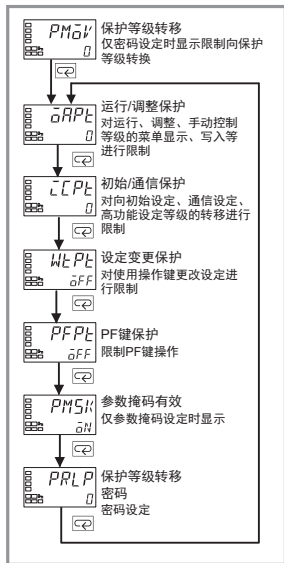 PMOV
0
保护等级转移
仅密码设定时显示限制向保护
等级转换
OAPT
0
运行/调整保护
对运行、调整、手动控制
等级的菜单显示、写入等
进行限制
ICPT
0
初始/通信保护
对向初始设定、通信设定、
高功能设定等级的转移进行
限制
WTPT
OFF
设定变更保护
对使用操作键更改设定进
行限制
PFPT
OFF
PF键保护
限制PF键操作
PMSK
ON
参数掩码有效
仅参数掩码设定时显示
PRLP
0
保护等级转移
密码
密码设定